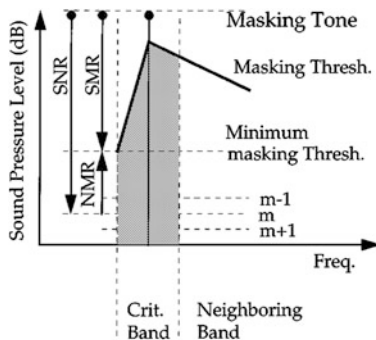 Sound Pressure Level (dB)
SNR
SMR
NMR
Masking Tone
Masking Thresh.
Minimum
masking Thresh.
m-1
m
m+1
Freq.
Crit.
Band
Neighboring
Band